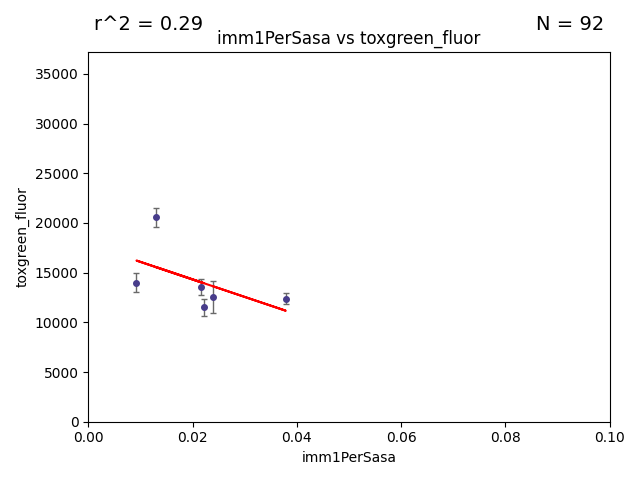 r^2 = 0.29
N = 92
imm1PerSasa vs toxgreen_fluor
35000
30000
25000
20000
15000
10000
5000
0
toxgreen_fluor
0.00 0.02 0.04 0.06 0.08 0.10
imm1PerSasa